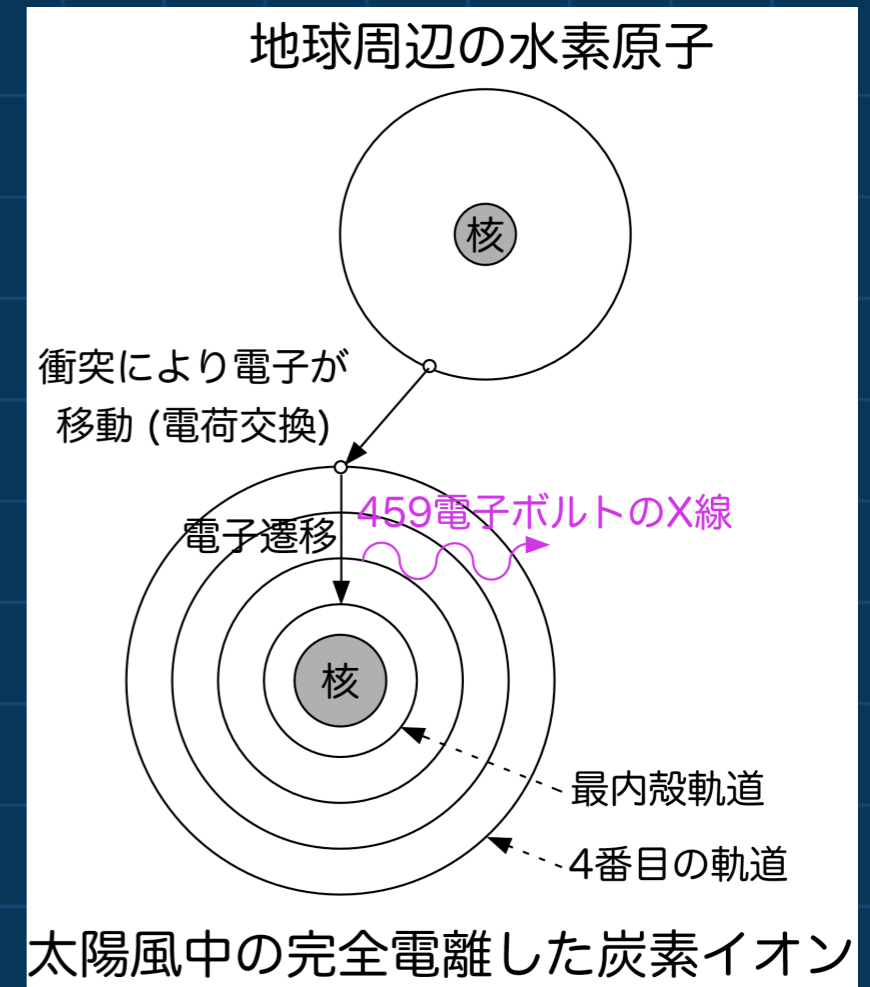 地球周辺の水素原子
核
衝突により電子が
移動 (電荷交換)
459電子ボルトのX線
電子遷移
核
最内殻軌道
4番目の軌道
太陽風中の完全電離した炭素イオン